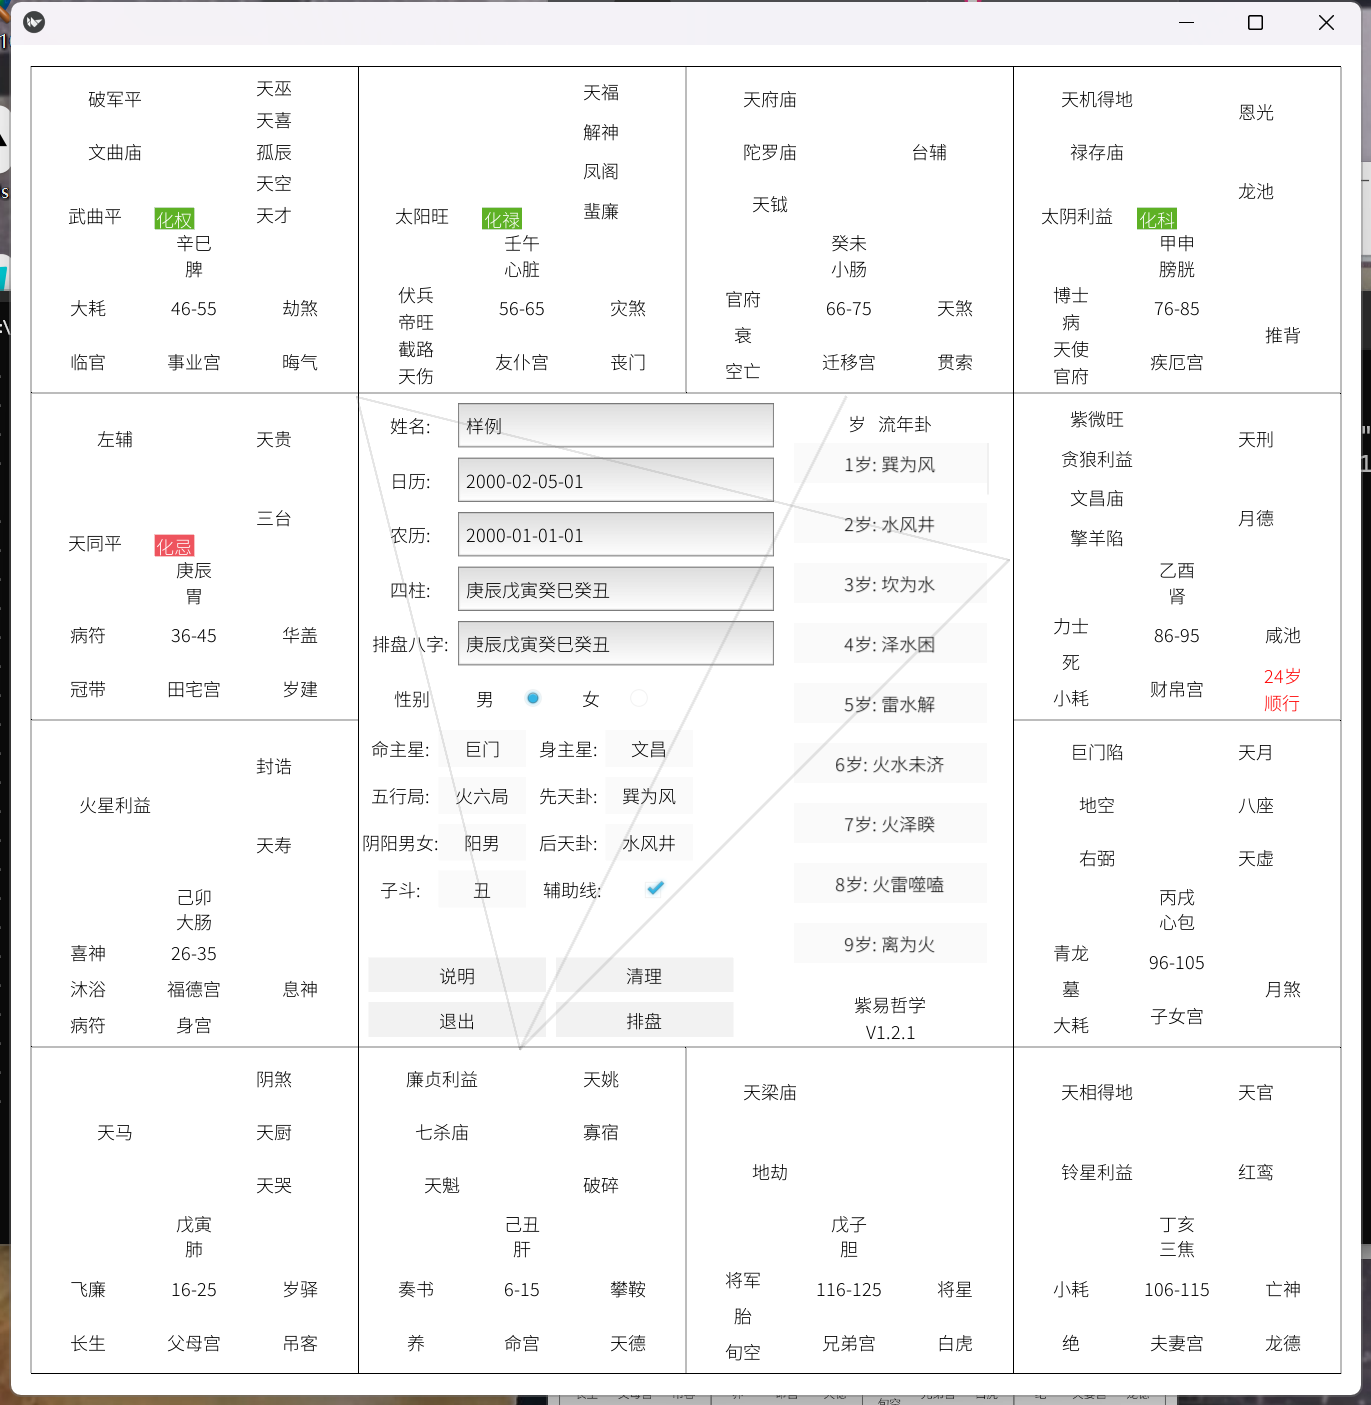 破军平
天巫
天喜
文曲庙
孤辰
天空
武曲平 化权 天才
辛巳
脾
大耗 46-55 劫煞
临官 事业宫 晦气
天福
解神
凤阁
太阳旺 化禄 蜚廉
壬午
心脏
伏兵
帝旺
56-65 灾煞
截路
天伤
友仆宫 丧门
天府庙
陀罗庙 台辅
天钺
癸未
小肠
官府 66-75 天煞
衰
空亡 迁移宫 贯索
天机得地 恩光
禄存庙
龙池
太阴利益 化科
甲申
膀胱
博士
病
76-85
天使
官府
疾厄宫 推背
左辅 天贵
三台
天同平 化忌
庚辰
胃
病符 36-45 华盖
冠带 田宅宫 岁建
姓名: 样例
日历: 2000-02-05-01
农历: 2000-01-01-01
四柱: 庚辰戊寅癸巳癸丑
排盘八字: 庚辰戊寅癸巳癸丑
性别 男 女
命主星: 巨门 身主星: 文昌
五行局: 火六局 先天卦: 巽为风
阴阳男女: 阳男 后天卦: 水风井
子斗: 丑 辅助线:
说明 清理
退出 排盘
岁 流年卦
1岁: 巽为风
2岁: 水风井
3岁: 坎为水
4岁: 泽水困
5岁: 雷水解
6岁: 火水未济
7岁: 火泽睽
8岁: 火雷噬嗑
9岁: 离为火
紫易哲学
V1.2.1
紫微旺
天刑
贪狼利益
文昌庙
月德
擎羊陷
乙酉
肾
力士 86-95 咸池
死
小耗 财帛宫
24岁
顺行
火星利益
封诰
天寿
己卯
大肠
喜神 26-35
沐浴 福德宫 息神
病符 身宫
巨门陷 天月
地空 八座
右弼 天虚
丙戌
心包
青龙 96-105
墓 月煞
大耗 子女宫
阴煞
天马 天厨
天哭
戊寅
肺
飞廉 16-25 岁驿
长生 父母宫 吊客
廉贞利益 天姚
七杀庙 寡宿
天魁 破碎
己丑
肝
奏书 6-15 攀鞍
养 命宫 天德
天梁庙
地劫
戊子
胆
将军 116-125 将星
胎
旬空 兄弟宫 白虎
天相得地 天官
铃星利益 红鸾
丁亥
三焦
小耗 106-115 亡神
绝 夫妻宫 龙德